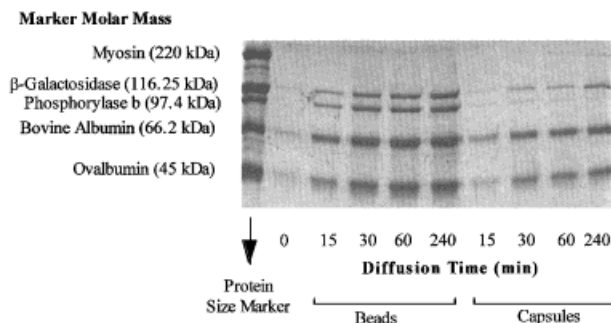 Marker Molar Mass
Myosin (220 kDa)
β-Galactosidase (116.25 kDa)
Phosphorylase b (97.4 kDa)
Bovine Albumin (66.2 kDa)
Ovalbumin (45 kDa)
0 15 30 60 240 15 30 60 240
Diffusion Time (min)
Protein
Size Marker
Beads Capsules